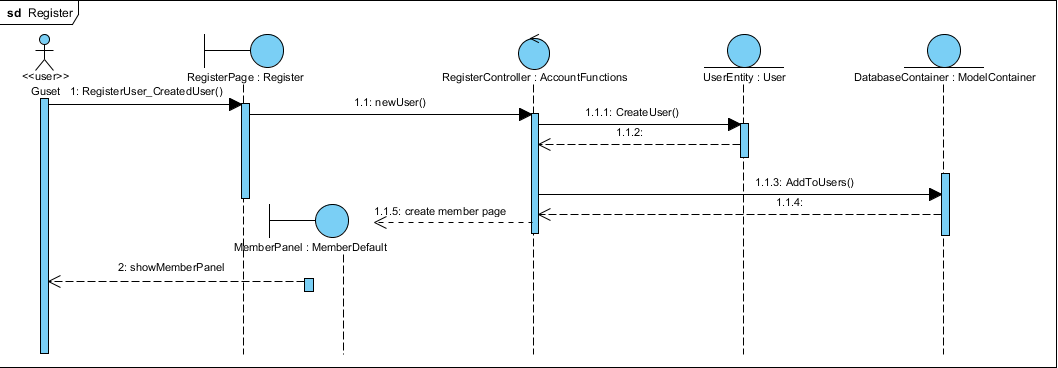 sd Register
<<user>>
Guset
RegisterPage : Register
RegisterController : AccountFunctions
UserEntity : User
DatabaseContainer : ModelContainer
1: RegisterUser_CreatedUser()
1.1: newUser()
1.1.1: CreateUser()
1.1.2:
1.1.3: AddToUsers()
1.1.4:
1.1.5: create member page
MemberPanel : MemberDefault
2: showMemberPanel